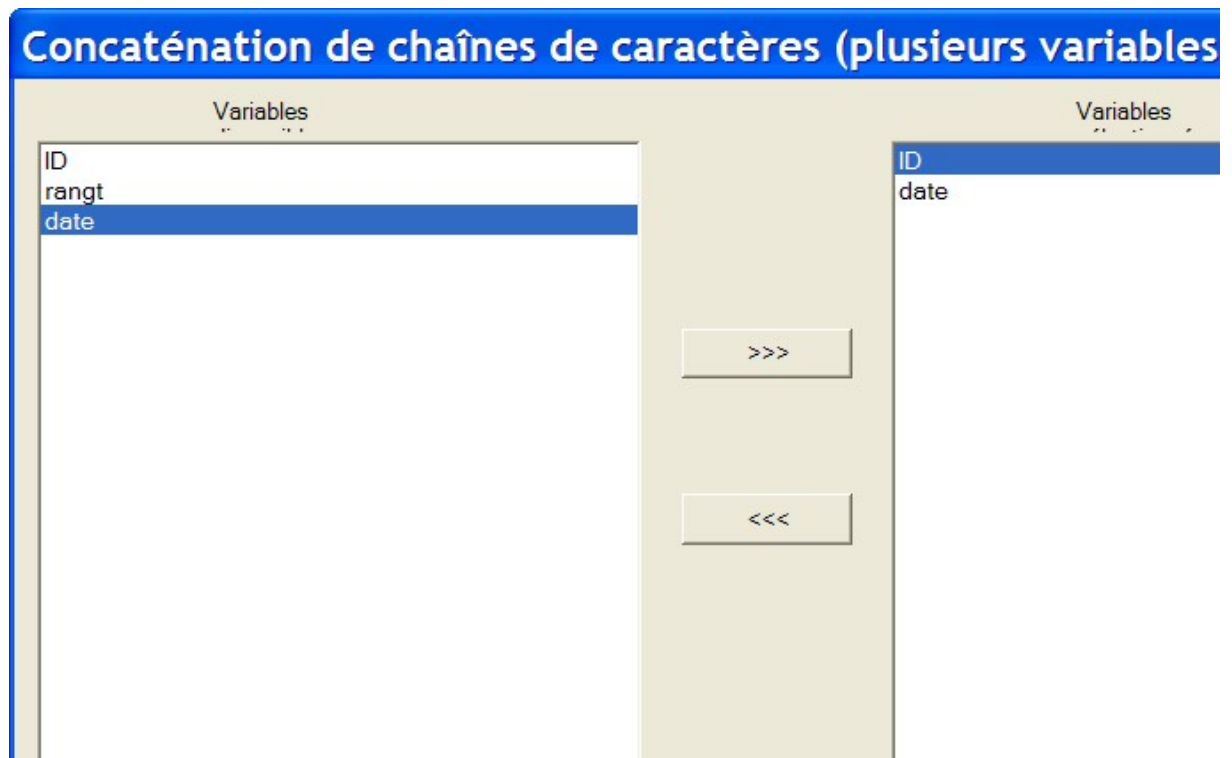 Concaténation de chaînes de caractères (plusieurs variables
Variables
Variables
ID
rangt
date
ID
date
>>>
<<<